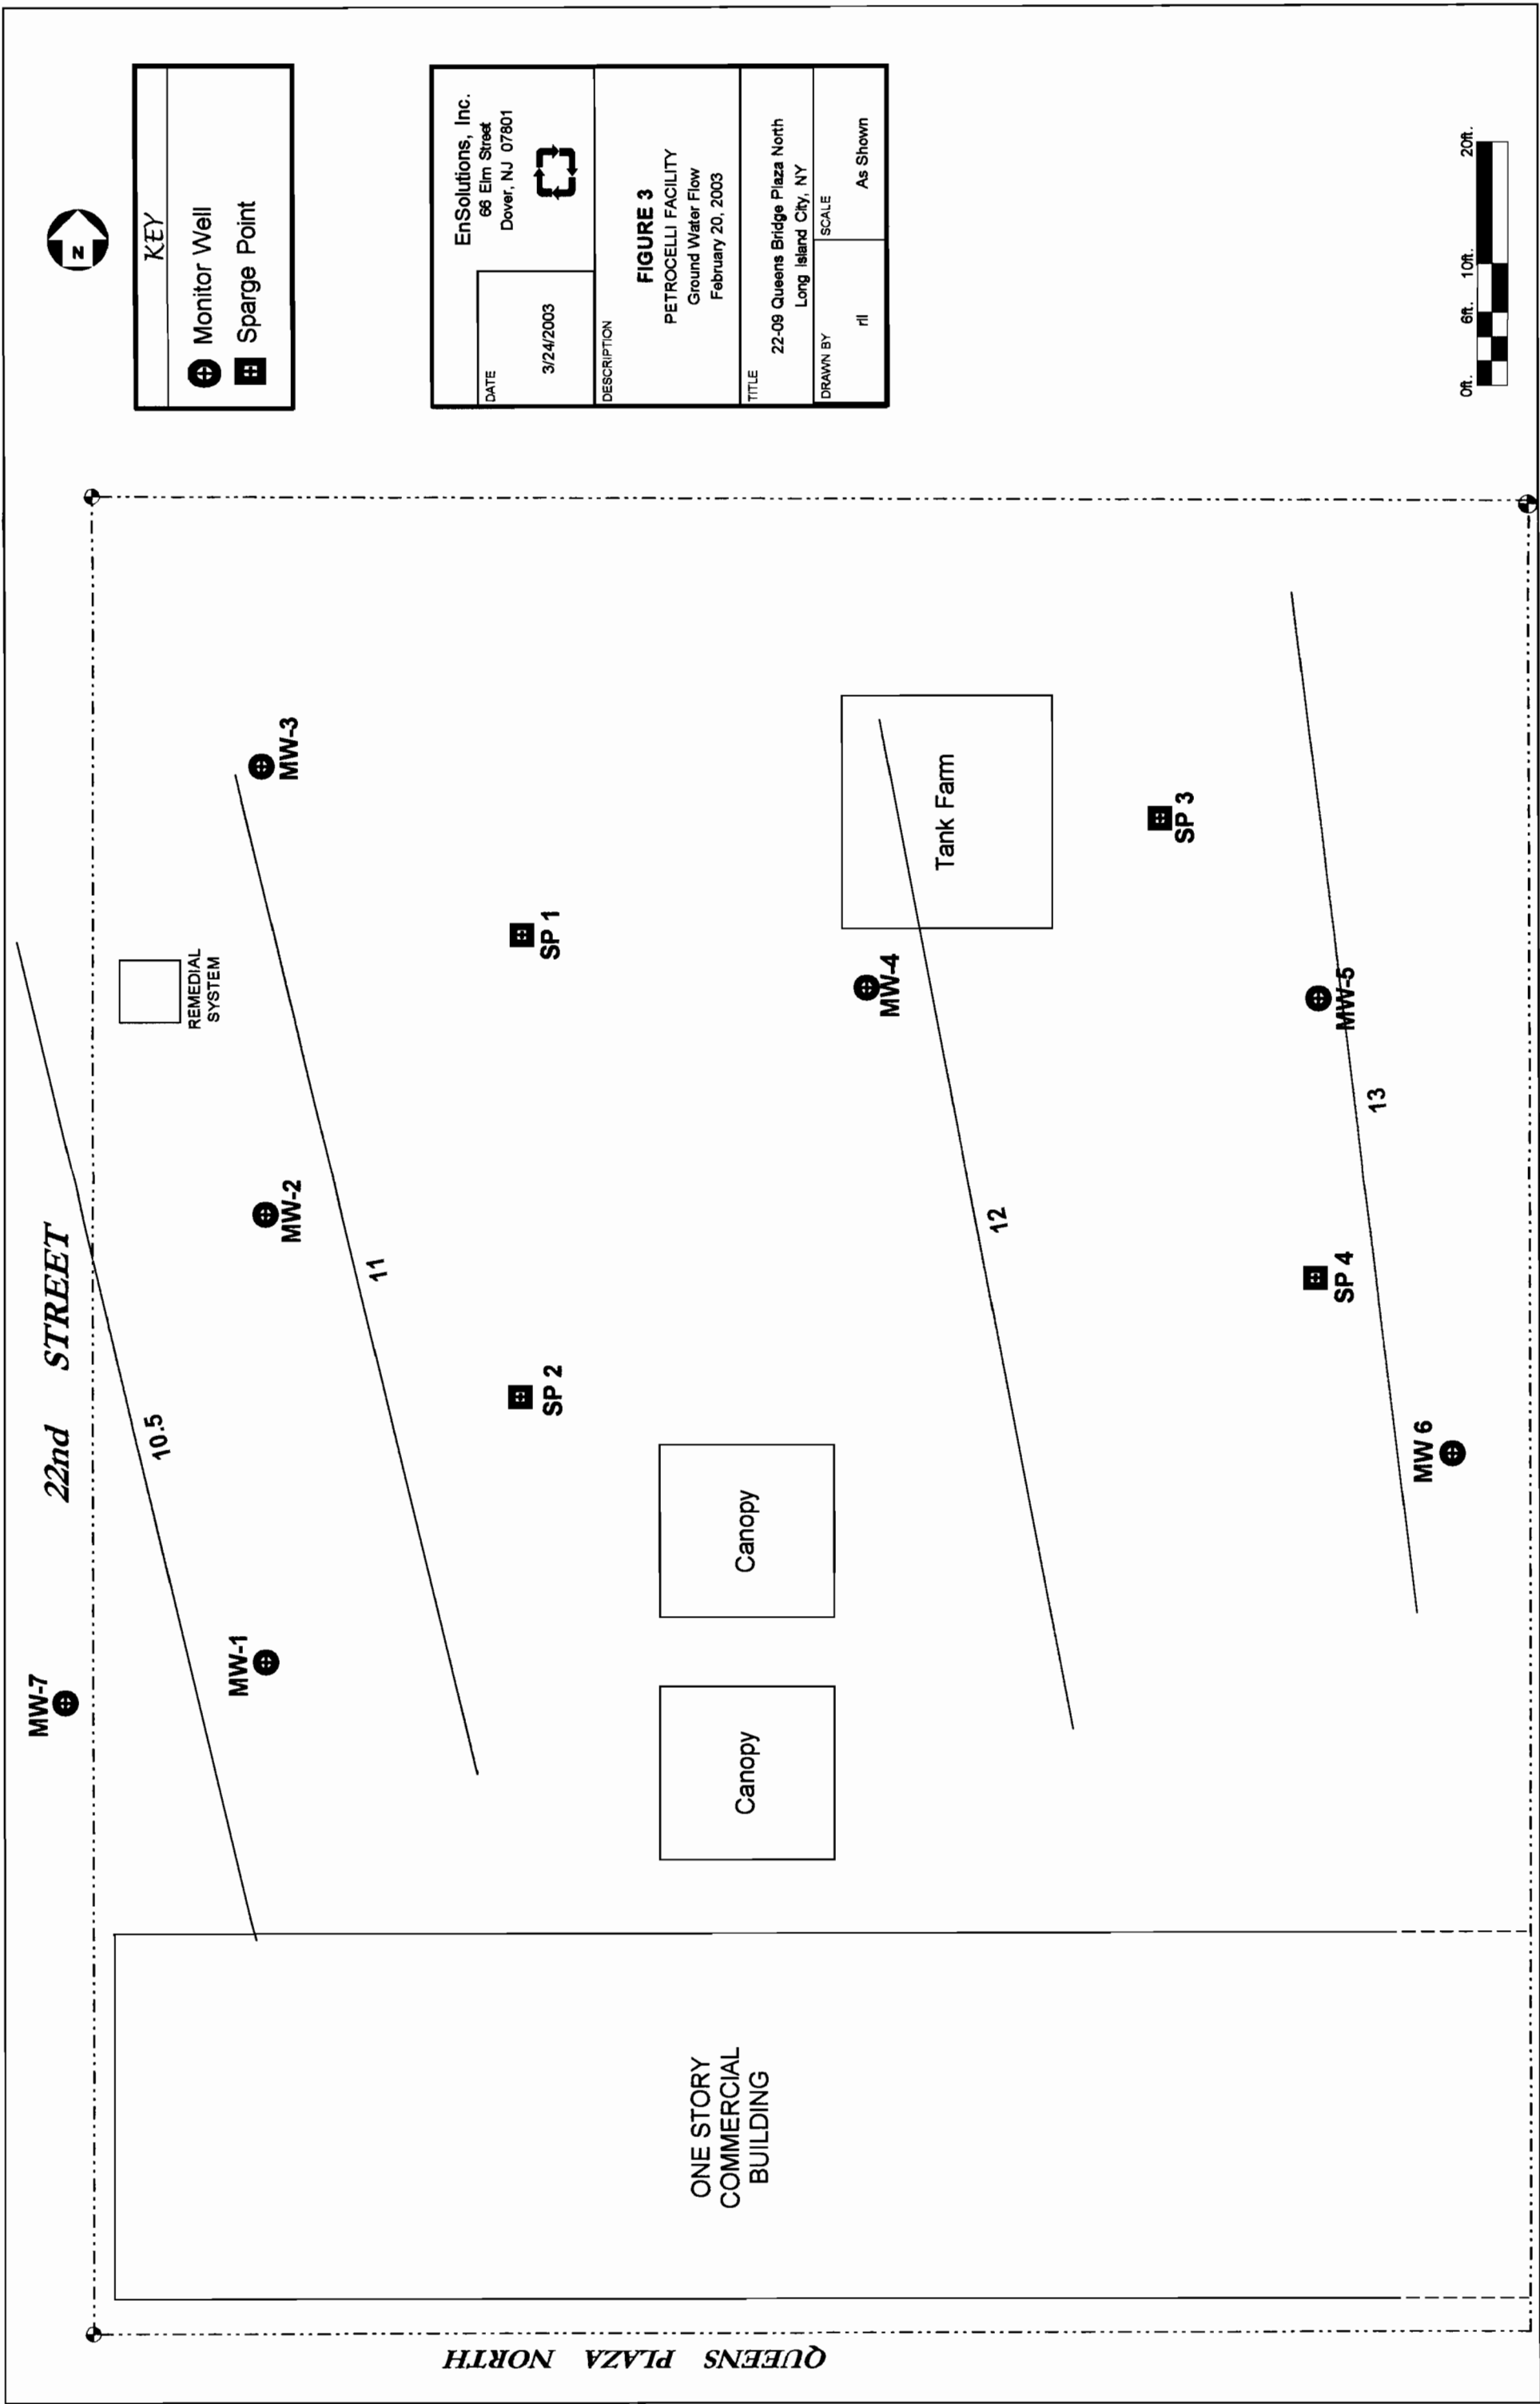 22nd STREET
QUEENS PLAZA NORTH
N
KEY
Monitor Well
Sparge Point
EnSolutions, Inc.
66 Elm Street
Dover, NJ 07801
DATE
3/24/2003
DESCRIPTION
FIGURE 3
PETROCELLI FACILITY
Ground Water Flow
February 20, 2003
TITLE
22-09 Queens Bridge Plaza North
Long Island City, NY
DRAWN BY
rll
SCALE
As Shown
0ft. 6ft. 10ft. 20ft.
MW-7
MW-1
10.5
MW-2
REMEDIAL
SYSTEM
MW-3
11
SP 2
SP 1
Canopy
Canopy
MW-4
Tank Farm
12
SP 3
SP 4
MW-5
13
MW 6
ONE STORY
COMMERCIAL
BUILDING